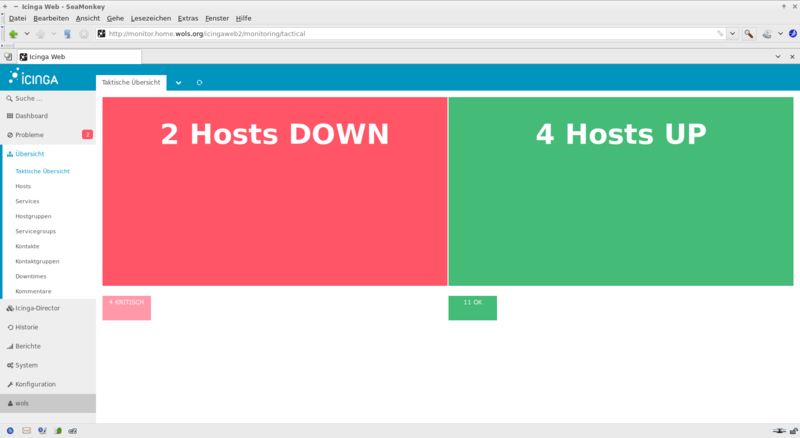 Icinga Web - SeaMonkey
Datei Bearbeiten Ansicht Gehe Lesezeichen Extras Fenster Hilfe
http://monitor.home.wols.org/icingaweb2/monitoring/tactical
Icinga Web
ICINGA
Taktische Übersicht
Suche ...
Dashboard
Probleme 2
Übersicht
Taktische Übersicht
Hosts
Services
Hostgruppen
Servicegroups
Kontakte
Kontaktgruppen
Downtimes
Kommentare
Icinga-Director
Historie
Berichte
System
Konfiguration
wols
2 Hosts DOWN
4 Hosts UP
4 KRITISCH
11 OK